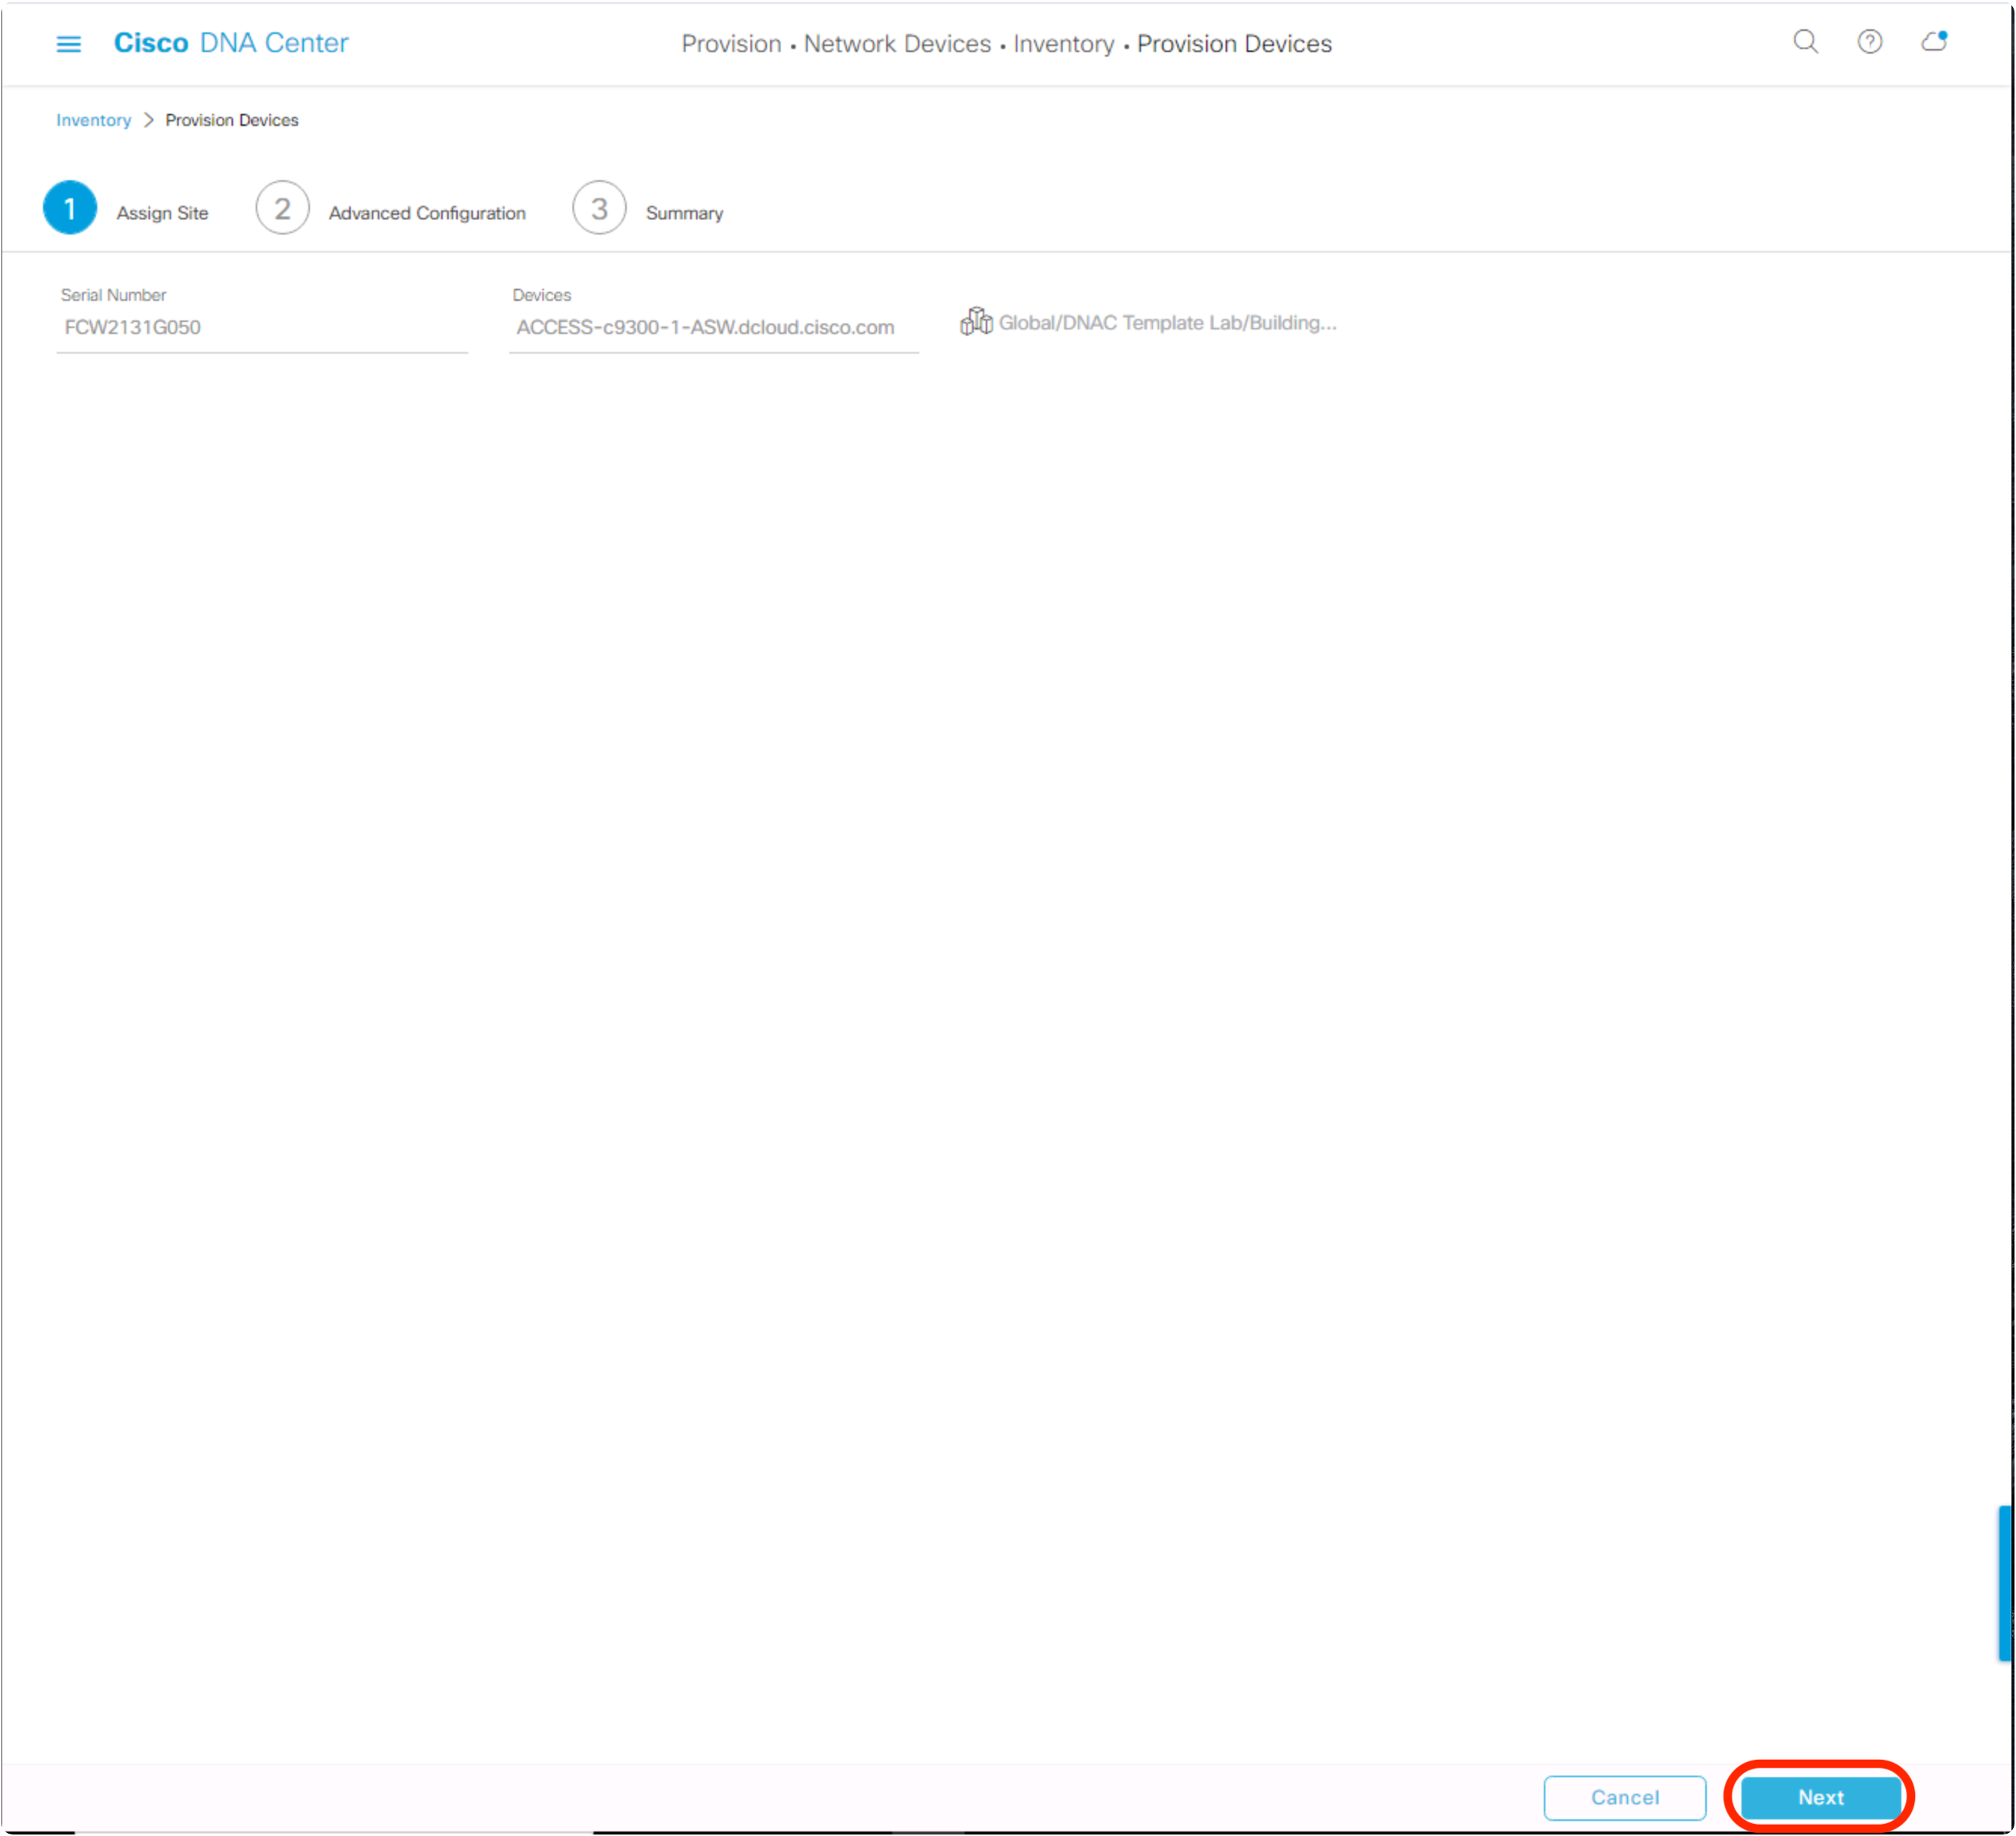 Cisco DNA Center
Provision • Network Devices • Inventory • Provision Devices
Inventory > Provision Devices
1 Assign Site 2 Advanced Configuration 3 Summary
Serial Number Devices
FCW2131G050 ACCESS-c9300-1-ASW.dcloud.cisco.com Global/DNAC Template Lab/Building...
Cancel Next